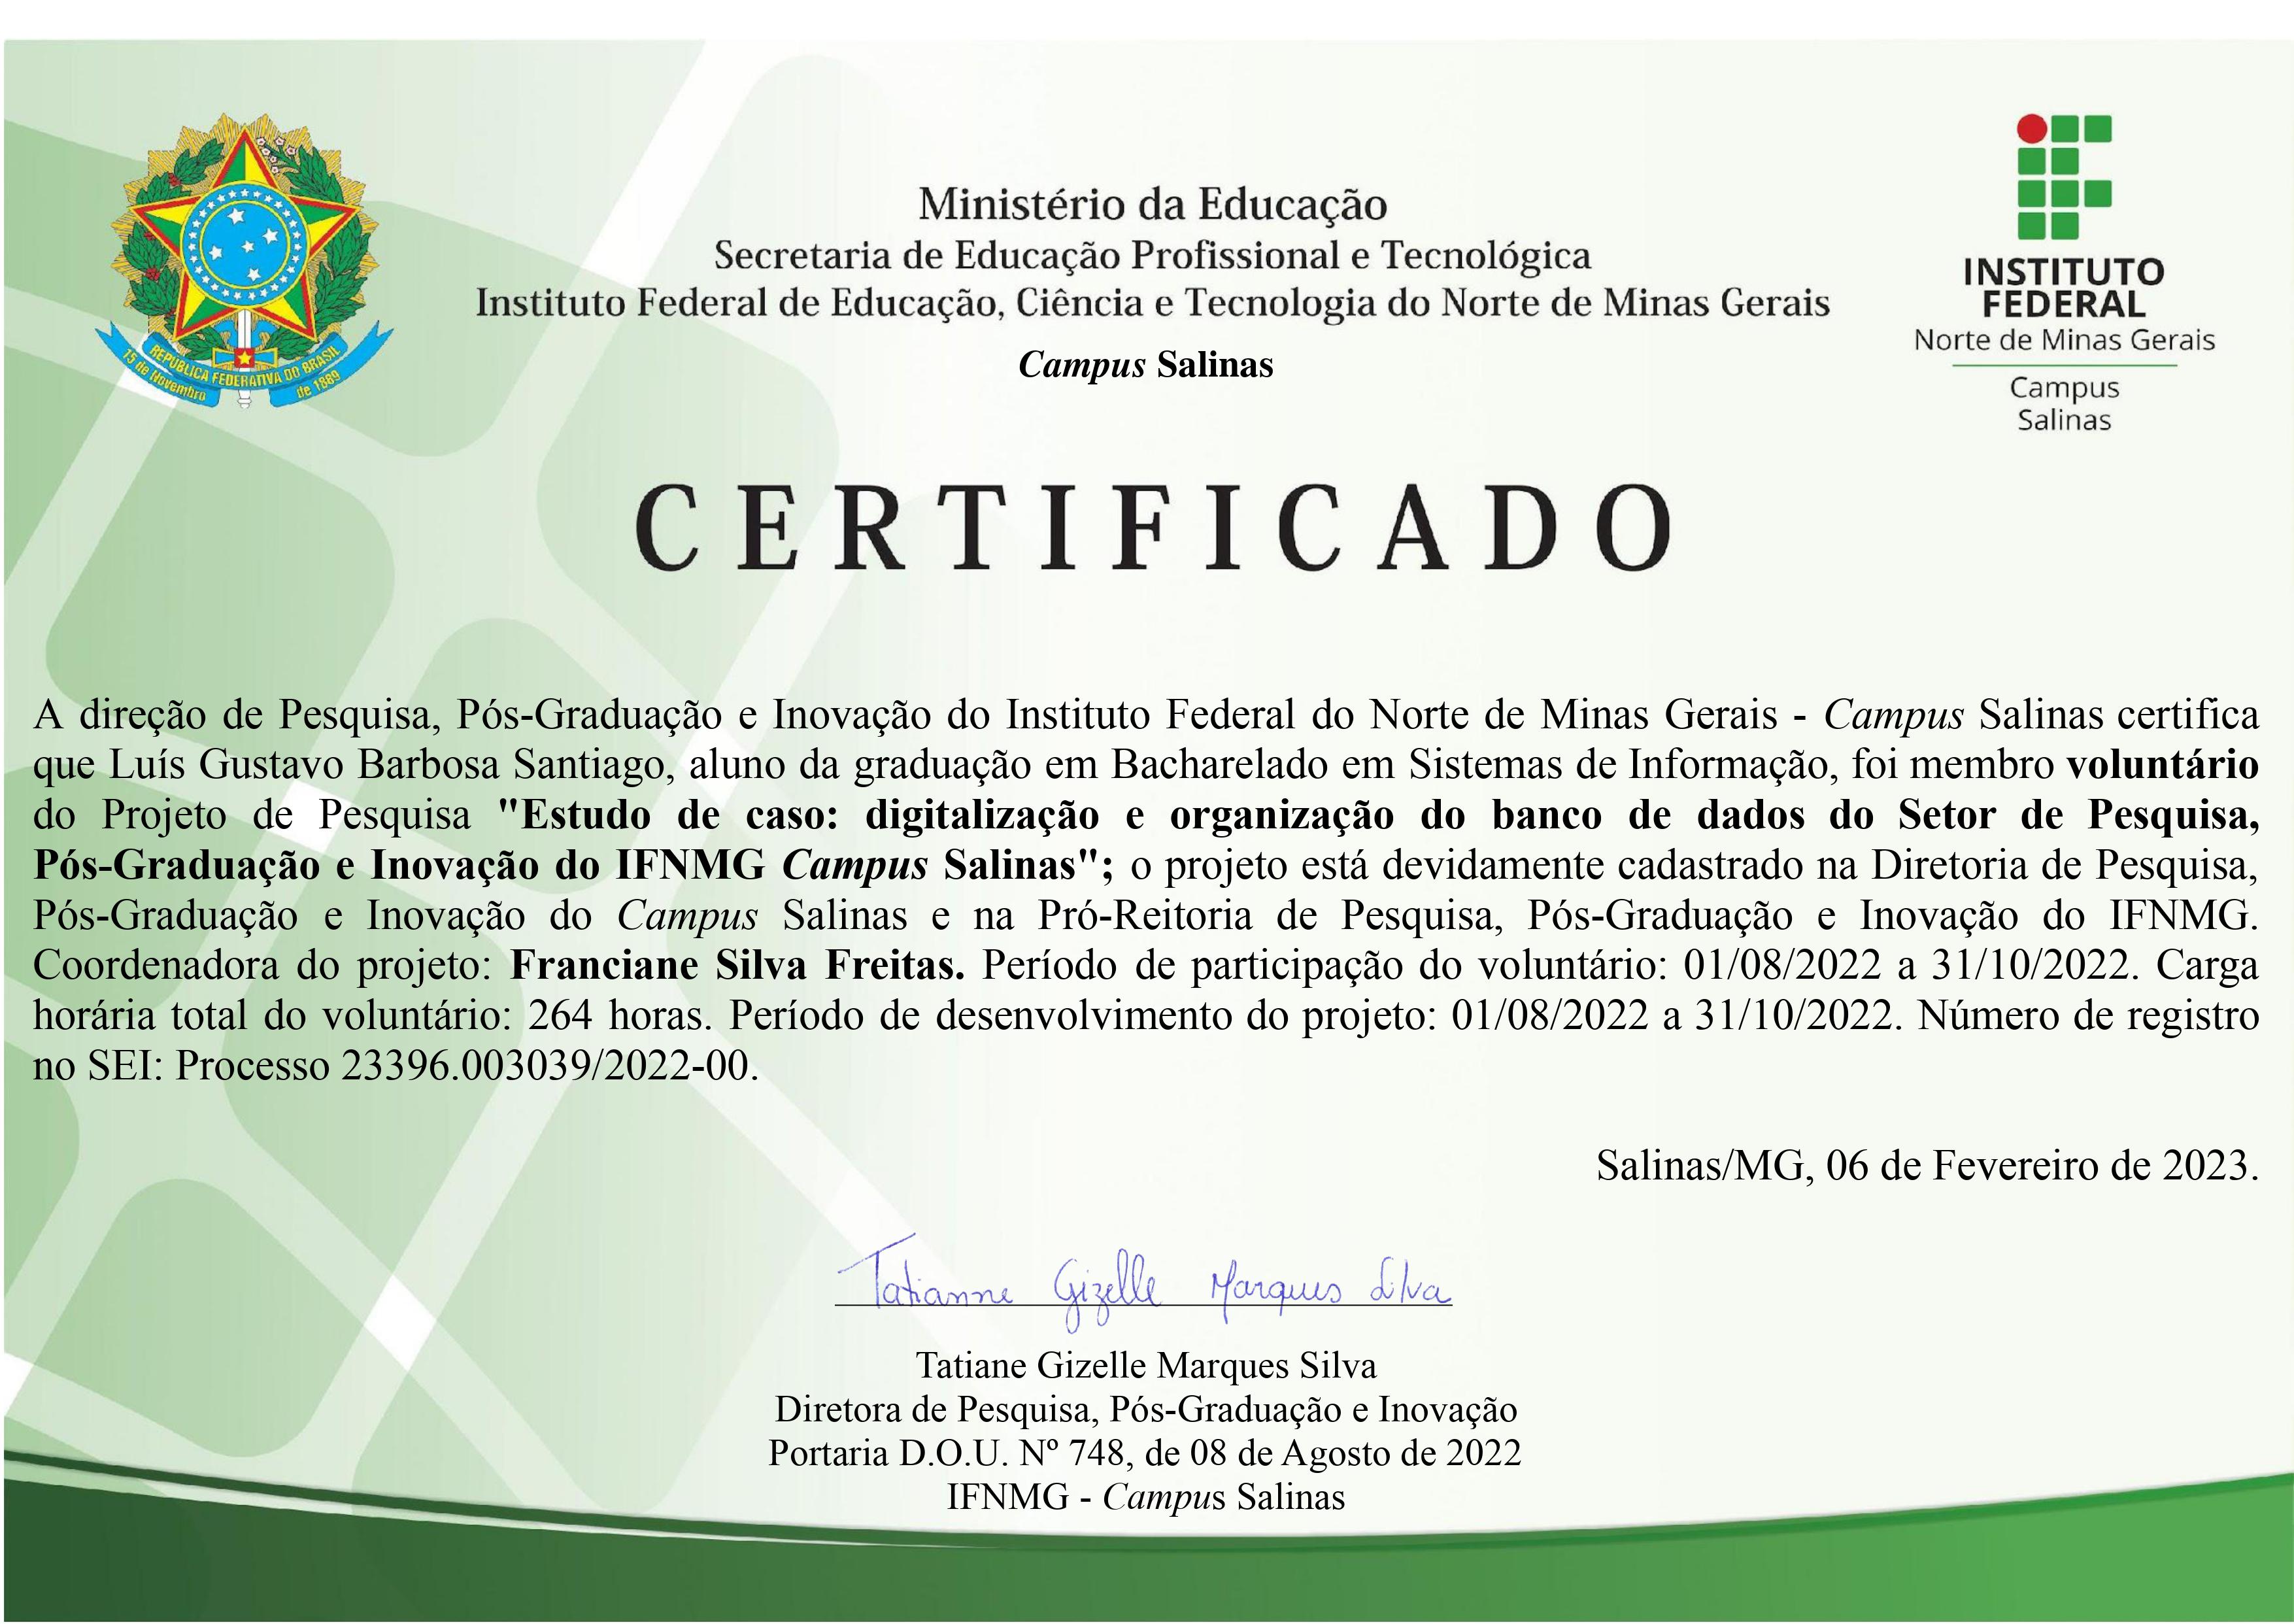 Ministério da Educação
Secretaria de Educação Profissional e Tecnológica
Instituto Federal de Educação, Ciência e Tecnologia do Norte de Minas Gerais
Campus Salinas
REPÚBLICA FEDERATIVA DO BRASIL
15 de Novembro de 1889
INSTITUTO
FEDERAL
Norte de Minas Gerais
Campus
Salinas
CERTIFICADO
A direção de Pesquisa, Pós-Graduação e Inovação do Instituto Federal do Norte de Minas Gerais - Campus Salinas certifica
que Luís Gustavo Barbosa Santiago, aluno da graduação em Bacharelado em Sistemas de Informação, foi membro voluntário
do Projeto de Pesquisa "Estudo de caso: digitalização e organização do banco de dados do Setor de Pesquisa,
Pós-Graduação e Inovação do IFNMG Campus Salinas"; o projeto está devidamente cadastrado na Diretoria de Pesquisa,
Pós-Graduação e Inovação do Campus Salinas e na Pró-Reitoria de Pesquisa, Pós-Graduação e Inovação do IFNMG.
Coordenadora do projeto: Franciane Silva Freitas. Período de participação do voluntário: 01/08/2022 a 31/10/2022. Carga
horária total do voluntário: 264 horas. Período de desenvolvimento do projeto: 01/08/2022 a 31/10/2022. Número de registro
no SEI: Processo 23396.003039/2022-00.
Salinas/MG, 06 de Fevereiro de 2023.
Tatianne Gizelle Marques Silva
Tatiane Gizelle Marques Silva
Diretora de Pesquisa, Pós-Graduação e Inovação
Portaria D.O.U. Nº 748, de 08 de Agosto de 2022
IFNMG - Campus Salinas